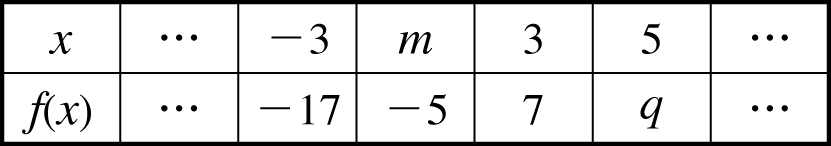 x ⋯ −3 m 3 5 ⋯
f(x) ⋯ −17 −5 7 q ⋯